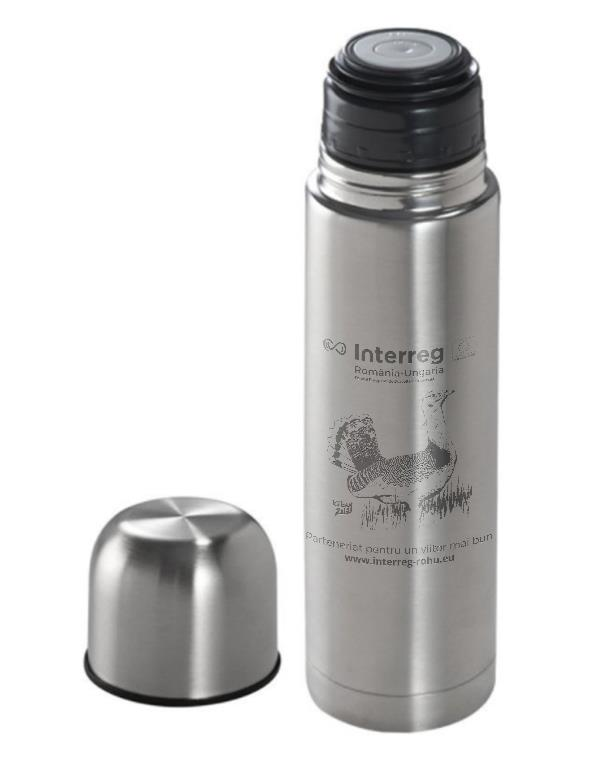 Interreg
România-Ungaria
Parteneriat pentru un viitor mai bun
www.interreg-rohu.eu